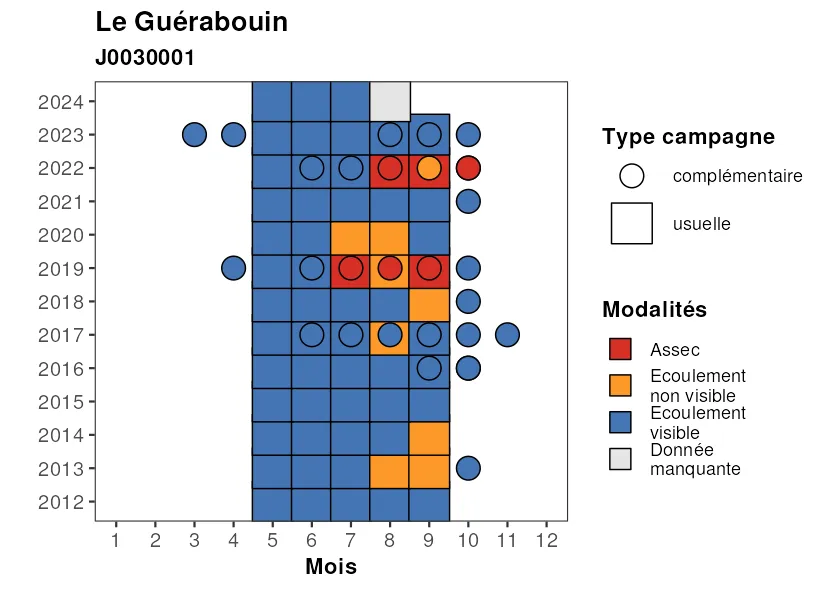 Le Guérabouin
J0030001
2024
2023
2022
2021
2020
2019
2018
2017
2016
2015
2014
2013
2012
1 2 3 4 5 6 7 8 9 10 11 12
Mois
Type campagne
complémentaire
usuelle
Modalités
Assec
Ecoulement
non visible
Ecoulement
visible
Donnée
manquante